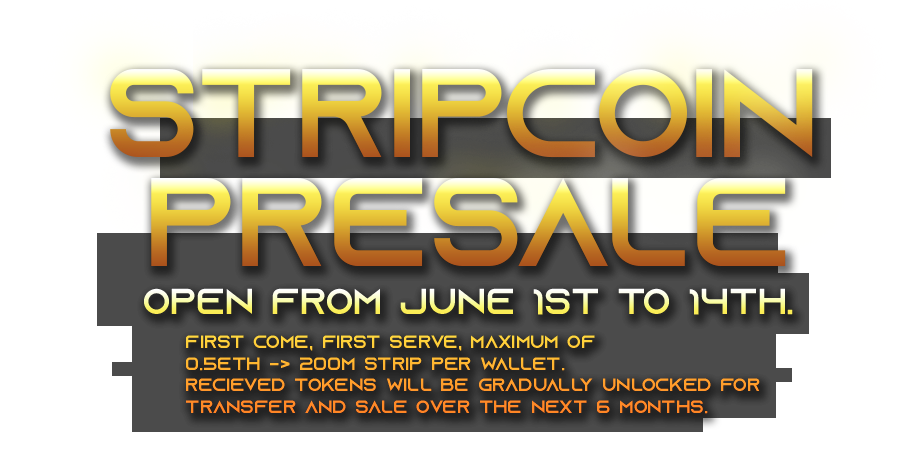 STRIPCOIN
PRESALE
OPEN FROM JUNE 1ST TO 14TH.
FIRST COME, FIRST SERVE, MAXIMUM OF
0.5ETH -> 200M STRIP PER WALLET.
RECIEVED TOKENS WILL BE GRADUALLY UNLOCKED FOR
TRANSFER AND SALE OVER THE NEXT 6 MONTHS.